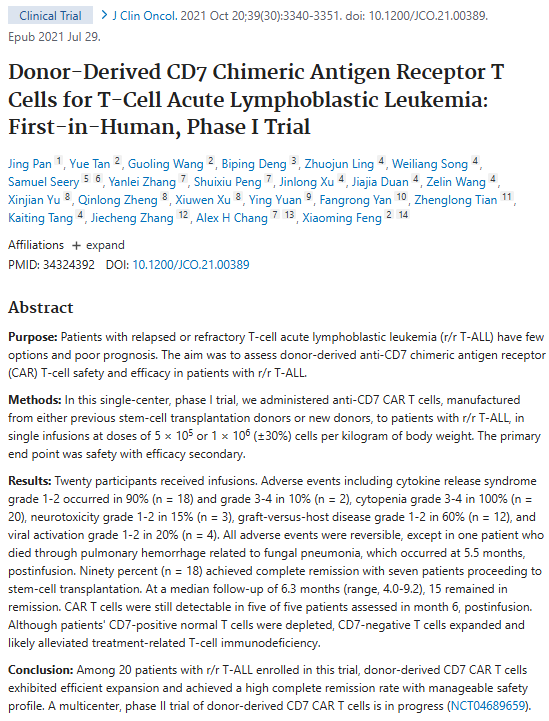 Clinical Trial > J Clin Oncol. 2021 Oct 20;39(30):3340-3351. doi: 10.1200/JCO.21.00389.
Epub 2021 Jul 29.
Donor-Derived CD7 Chimeric Antigen Receptor T
Cells for T-Cell Acute Lymphoblastic Leukemia:
First-in-Human, Phase I Trial
Jing Pan 1, Yue Tan 2, Guoling Wang 2, Biping Deng 3, Zhuojun Ling 4, Weiliang Song 4,
Samuel Seery 5 6, Yanlei Zhang 7, Shuixiu Peng 7, Jinlong Xu 4, Jiajia Duan 4, Zelin Wang 4,
Xinjian Yu 8, Qinlong Zheng 8, Xiuwen Xu 8, Ying Yuan 9, Fangrong Yan 10, Zhenglong Tian 11,
Kaiting Tang 4, Jiecheng Zhang 12, Alex H Chang 7 13, Xiaoming Feng 2 14
Affiliations + expand
PMID: 34324392 DOI: 10.1200/JCO.21.00389
Abstract
Purpose: Patients with relapsed or refractory T-cell acute lymphoblastic leukemia (r/r T-ALL) have few
options and poor prognosis. The aim was to assess donor-derived anti-CD7 chimeric antigen receptor
(CAR) T-cell safety and efficacy in patients with r/r T-ALL.
Methods: In this single-center, phase I trial, we administered anti-CD7 CAR T cells, manufactured
from either previous stem-cell transplantation donors or new donors, to patients with r/r T-ALL, in
single infusions at doses of 5 × 10⁵ or 1 × 10⁶ (±30%) cells per kilogram of body weight. The primary
end point was safety with efficacy secondary.
Results: Twenty participants received infusions. Adverse events including cytokine release syndrome
grade 1-2 occurred in 90% (n = 18) and grade 3-4 in 10% (n = 2), cytopenia grade 3-4 in 100% (n =
20), neurotoxicity grade 1-2 in 15% (n = 3), graft-versus-host disease grade 1-2 in 60% (n = 12), and
viral activation grade 1-2 in 20% (n = 4). All adverse events were reversible, except in one patient who
died through pulmonary hemorrhage related to fungal pneumonia, which occurred at 5.5 months,
postinfusion. Ninety percent (n = 18) achieved complete remission with seven patients proceeding to
stem-cell transplantation. At a median follow-up of 6.3 months (range, 4.0-9.2), 15 remained in
remission. CAR T cells were still detectable in five of five patients assessed in month 6, postinfusion.
Although patients' CD7-positive normal T cells were depleted, CD7-negative T cells expanded and
likely alleviated treatment-related T-cell immunodeficiency.
Conclusion: Among 20 patients with r/r T-ALL enrolled in this trial, donor-derived CD7 CAR T cells
exhibited efficient expansion and achieved a high complete remission rate with manageable safety
profile. A multicenter, phase II trial of donor-derived CD7 CAR T cells is in progress (NCT04689659).